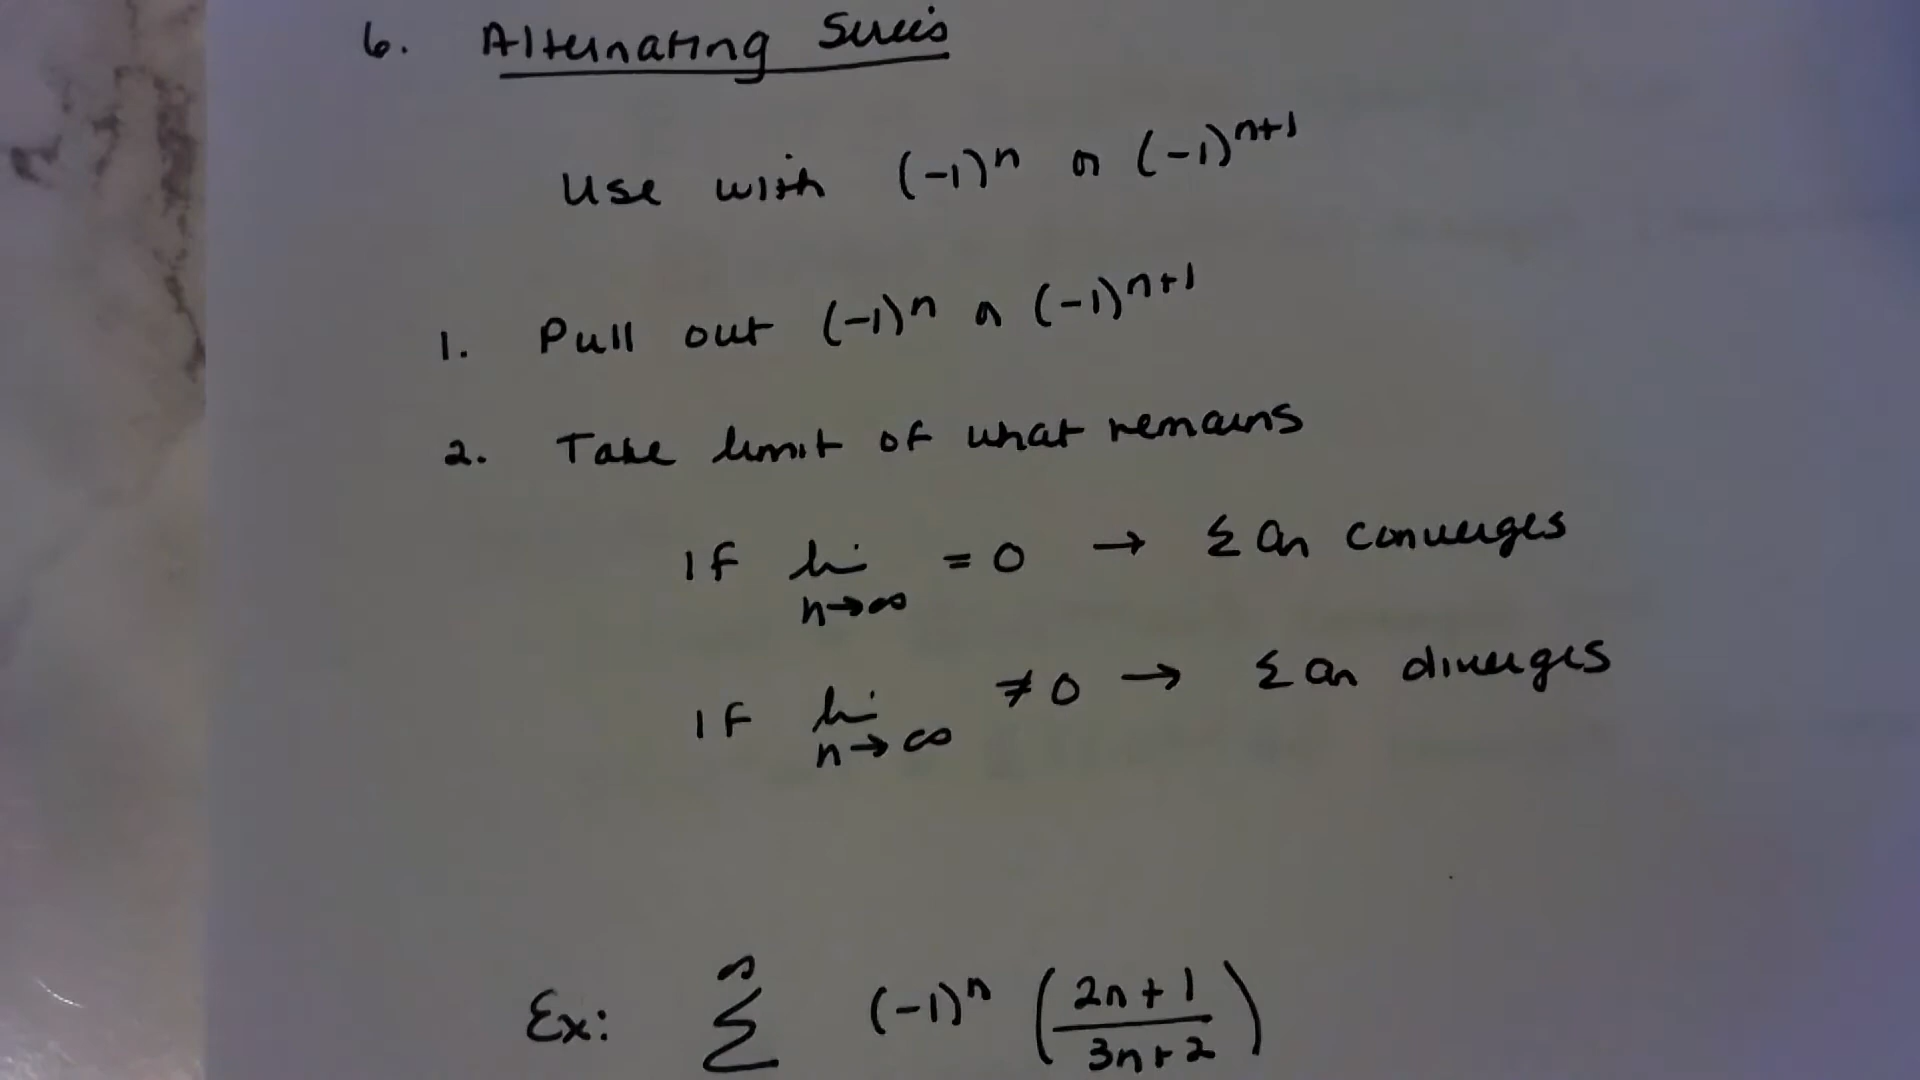 6. Alternating Series
Use with (-1)ⁿ or (-1)ⁿ⁺¹
1. Pull out (-1)ⁿ or (-1)ⁿ⁺¹
2. Take limit of what remains
IF lim n→∞ = 0 → Σ an converges
IF lim n→∞ ≠ 0 → Σ an diverges
Ex: ∞ Σ (-1)ⁿ (2n+1 / 3n+2)